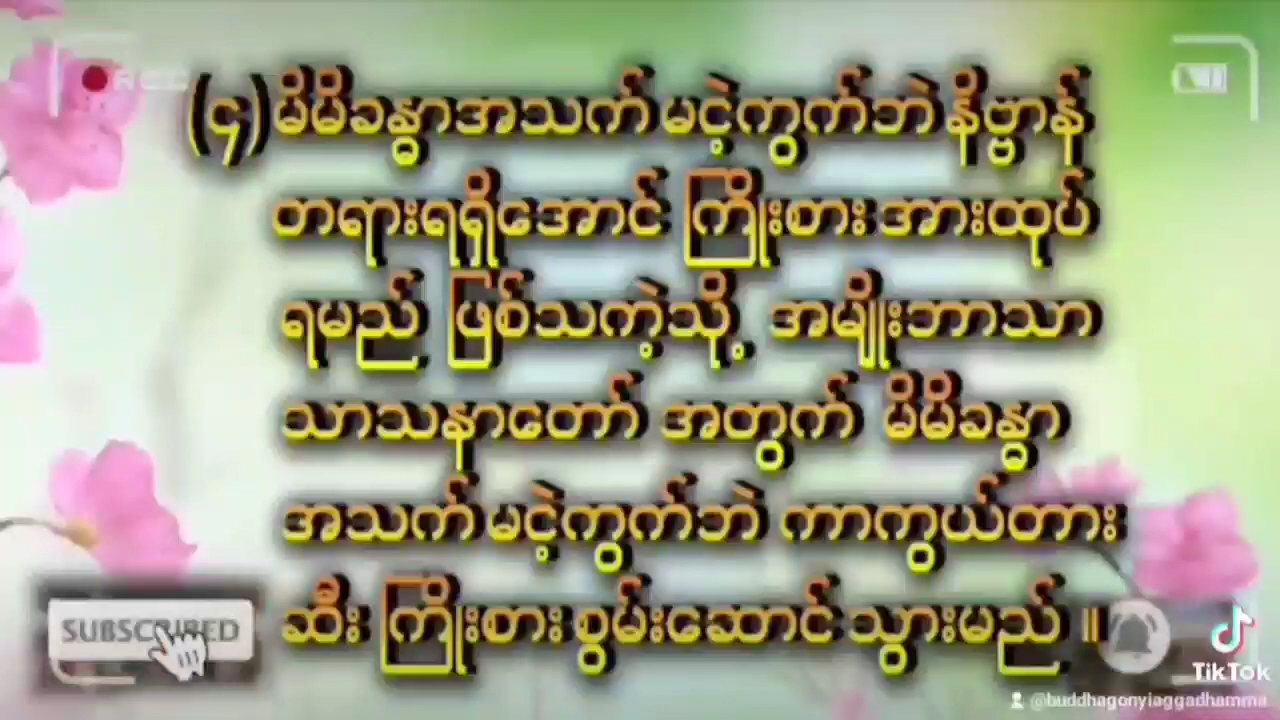 REC
(၄) မိမိခန္ဓာအသက် မငဲ့ကွက်ဘဲ နိဗ္ဗာန်
တရားရရှိအောင် ကြိုးစား အားထုပ်
ရမည် ဖြစ်သကဲ့သို့ အမျိုးဘာသာ
သာသနာတော် အတွက် မိမိခန္ဓာ
အသက် မငဲ့ကွက်ဘဲ ကာကွယ်တား
ဆီး ကြိုးစား စွမ်းဆောင် သွားမည် ။
SUBSCRIBED
TikTok
@buddhagonyiaggadhamma